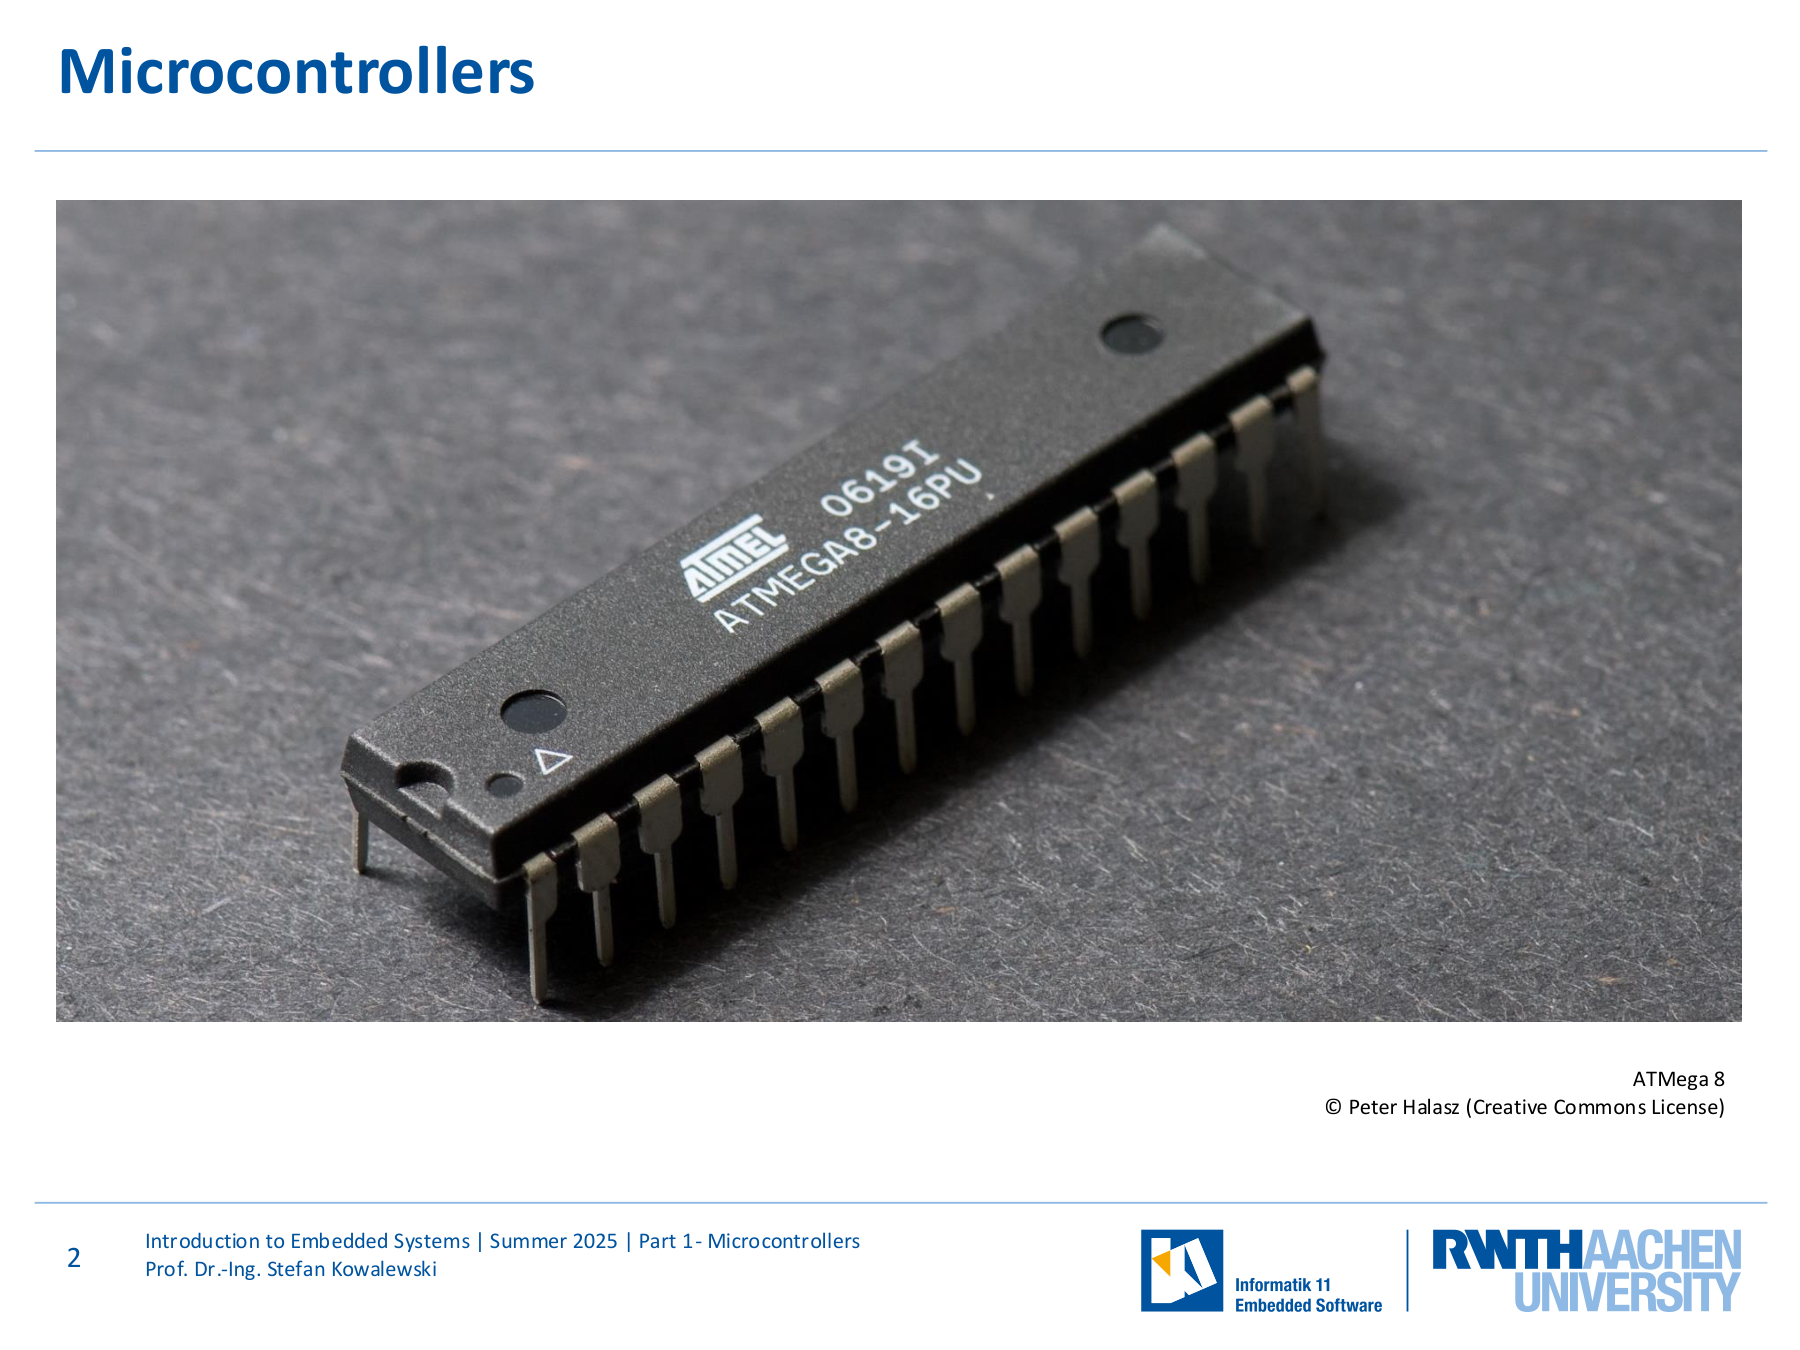 Microcontrollers
ATMEL 0619I
ATMEGA8-16PU
ATMega 8
© Peter Halasz (Creative Commons License)
2
Introduction to Embedded Systems | Summer 2025 | Part 1- Microcontrollers
Prof. Dr.-Ing. Stefan Kowalewski
Informatik 11
Embedded Software
RWTHAACHEN
UNIVERSITY